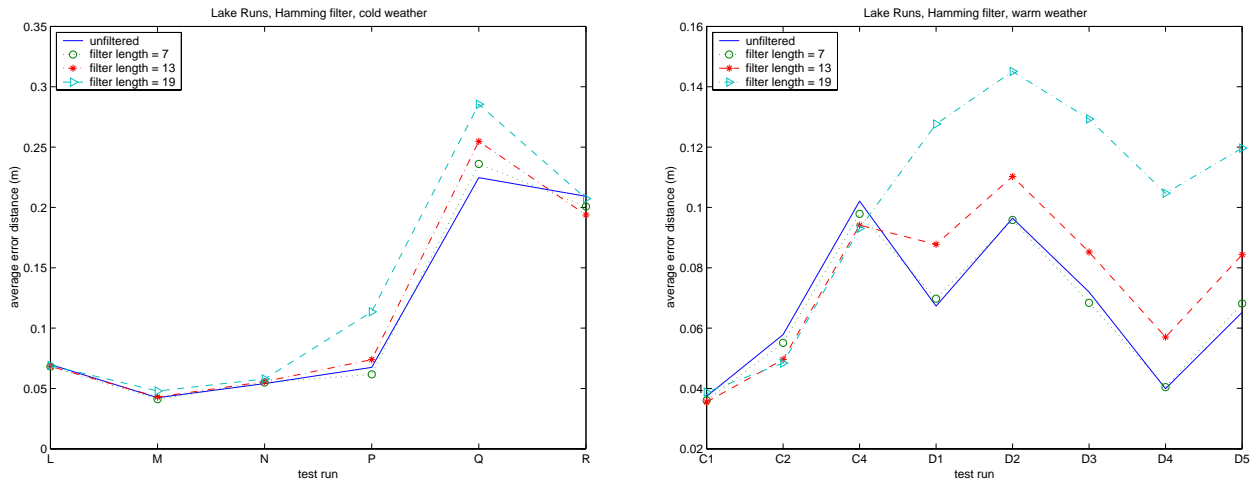 Lake Runs, Hamming filter, cold weather
0.35
0.3
0.25
0.2
0.15
0.1
0.05
0
average error distance (m)
unfiltered
filter length = 7
filter length = 13
filter length = 19
L M N P Q R
test run
Lake Runs, Hamming filter, warm weather
0.16
0.14
0.12
0.1
0.08
0.06
0.04
0.02
average error distance (m)
unfiltered
filter length = 7
filter length = 13
filter length = 19
C1 C2 C4 D1 D2 D3 D4 D5
test run